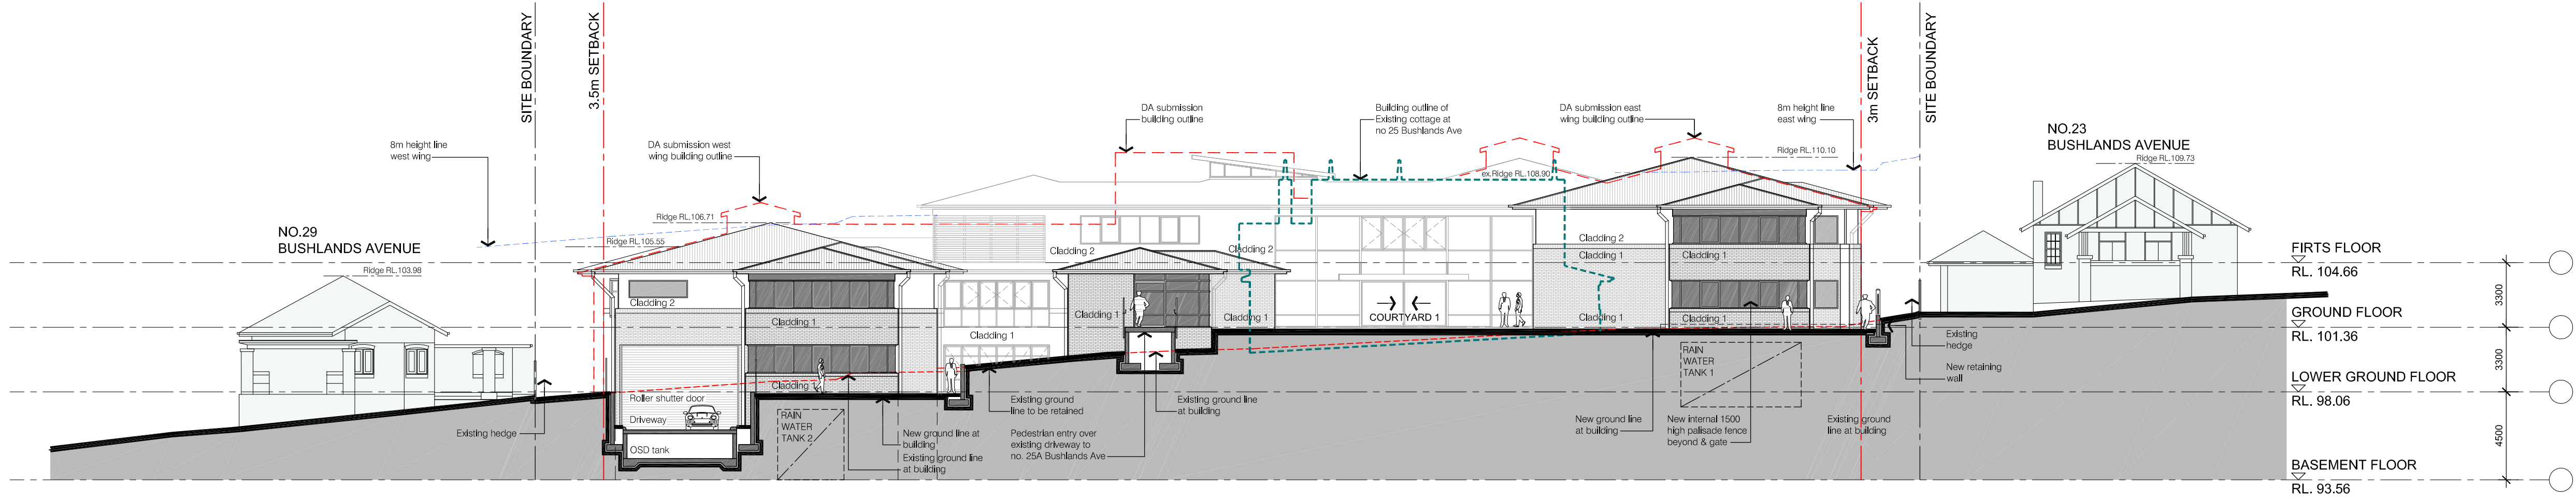 SITE BOUNDARY
3.5m SETBACK
3m SETBACK
SITE BOUNDARY
8m height line
west wing
DA submission west
wing building outline
DA submission
building outline
Building outline of
Existing cottage at
no 25 Bushlands Ave
DA submission east
wing building outline
8m height line
east wing
NO.23
BUSHLANDS AVENUE
Ridge RL.109.73
Ridge RL.110.10
ex.Ridge RL.108.90
Ridge RL.106.71
Ridge RL.105.55
NO.29
BUSHLANDS AVENUE
Ridge RL.103.98
Cladding 2
Cladding 2
Cladding 2
Cladding 1
Cladding 1
Cladding 2
Cladding 1
Cladding 1
Cladding 1
Cladding 1
Cladding 1
Cladding 1
Cladding 1
Cladding 1
COURTYARD 1
FIRTS FLOOR
RL. 104.66
3300
GROUND FLOOR
RL. 101.36
3300
LOWER GROUND FLOOR
RL. 98.06
4500
BASEMENT FLOOR
RL. 93.56
Existing
hedge
New retaining
wall
RAIN
WATER
TANK 1
Roller shutter door
Driveway
OSD tank
Existing hedge
RAIN
WATER
TANK 2
New ground line at
building
Existing ground line
at building
Existing ground
line to be retained
Pedestrian entry over
existing driveway to
no. 25A Bushlands Ave
Existing ground line
at building
New ground line
at building
New internal 1500
high palisade fence
beyond & gate
Existing ground
line at building